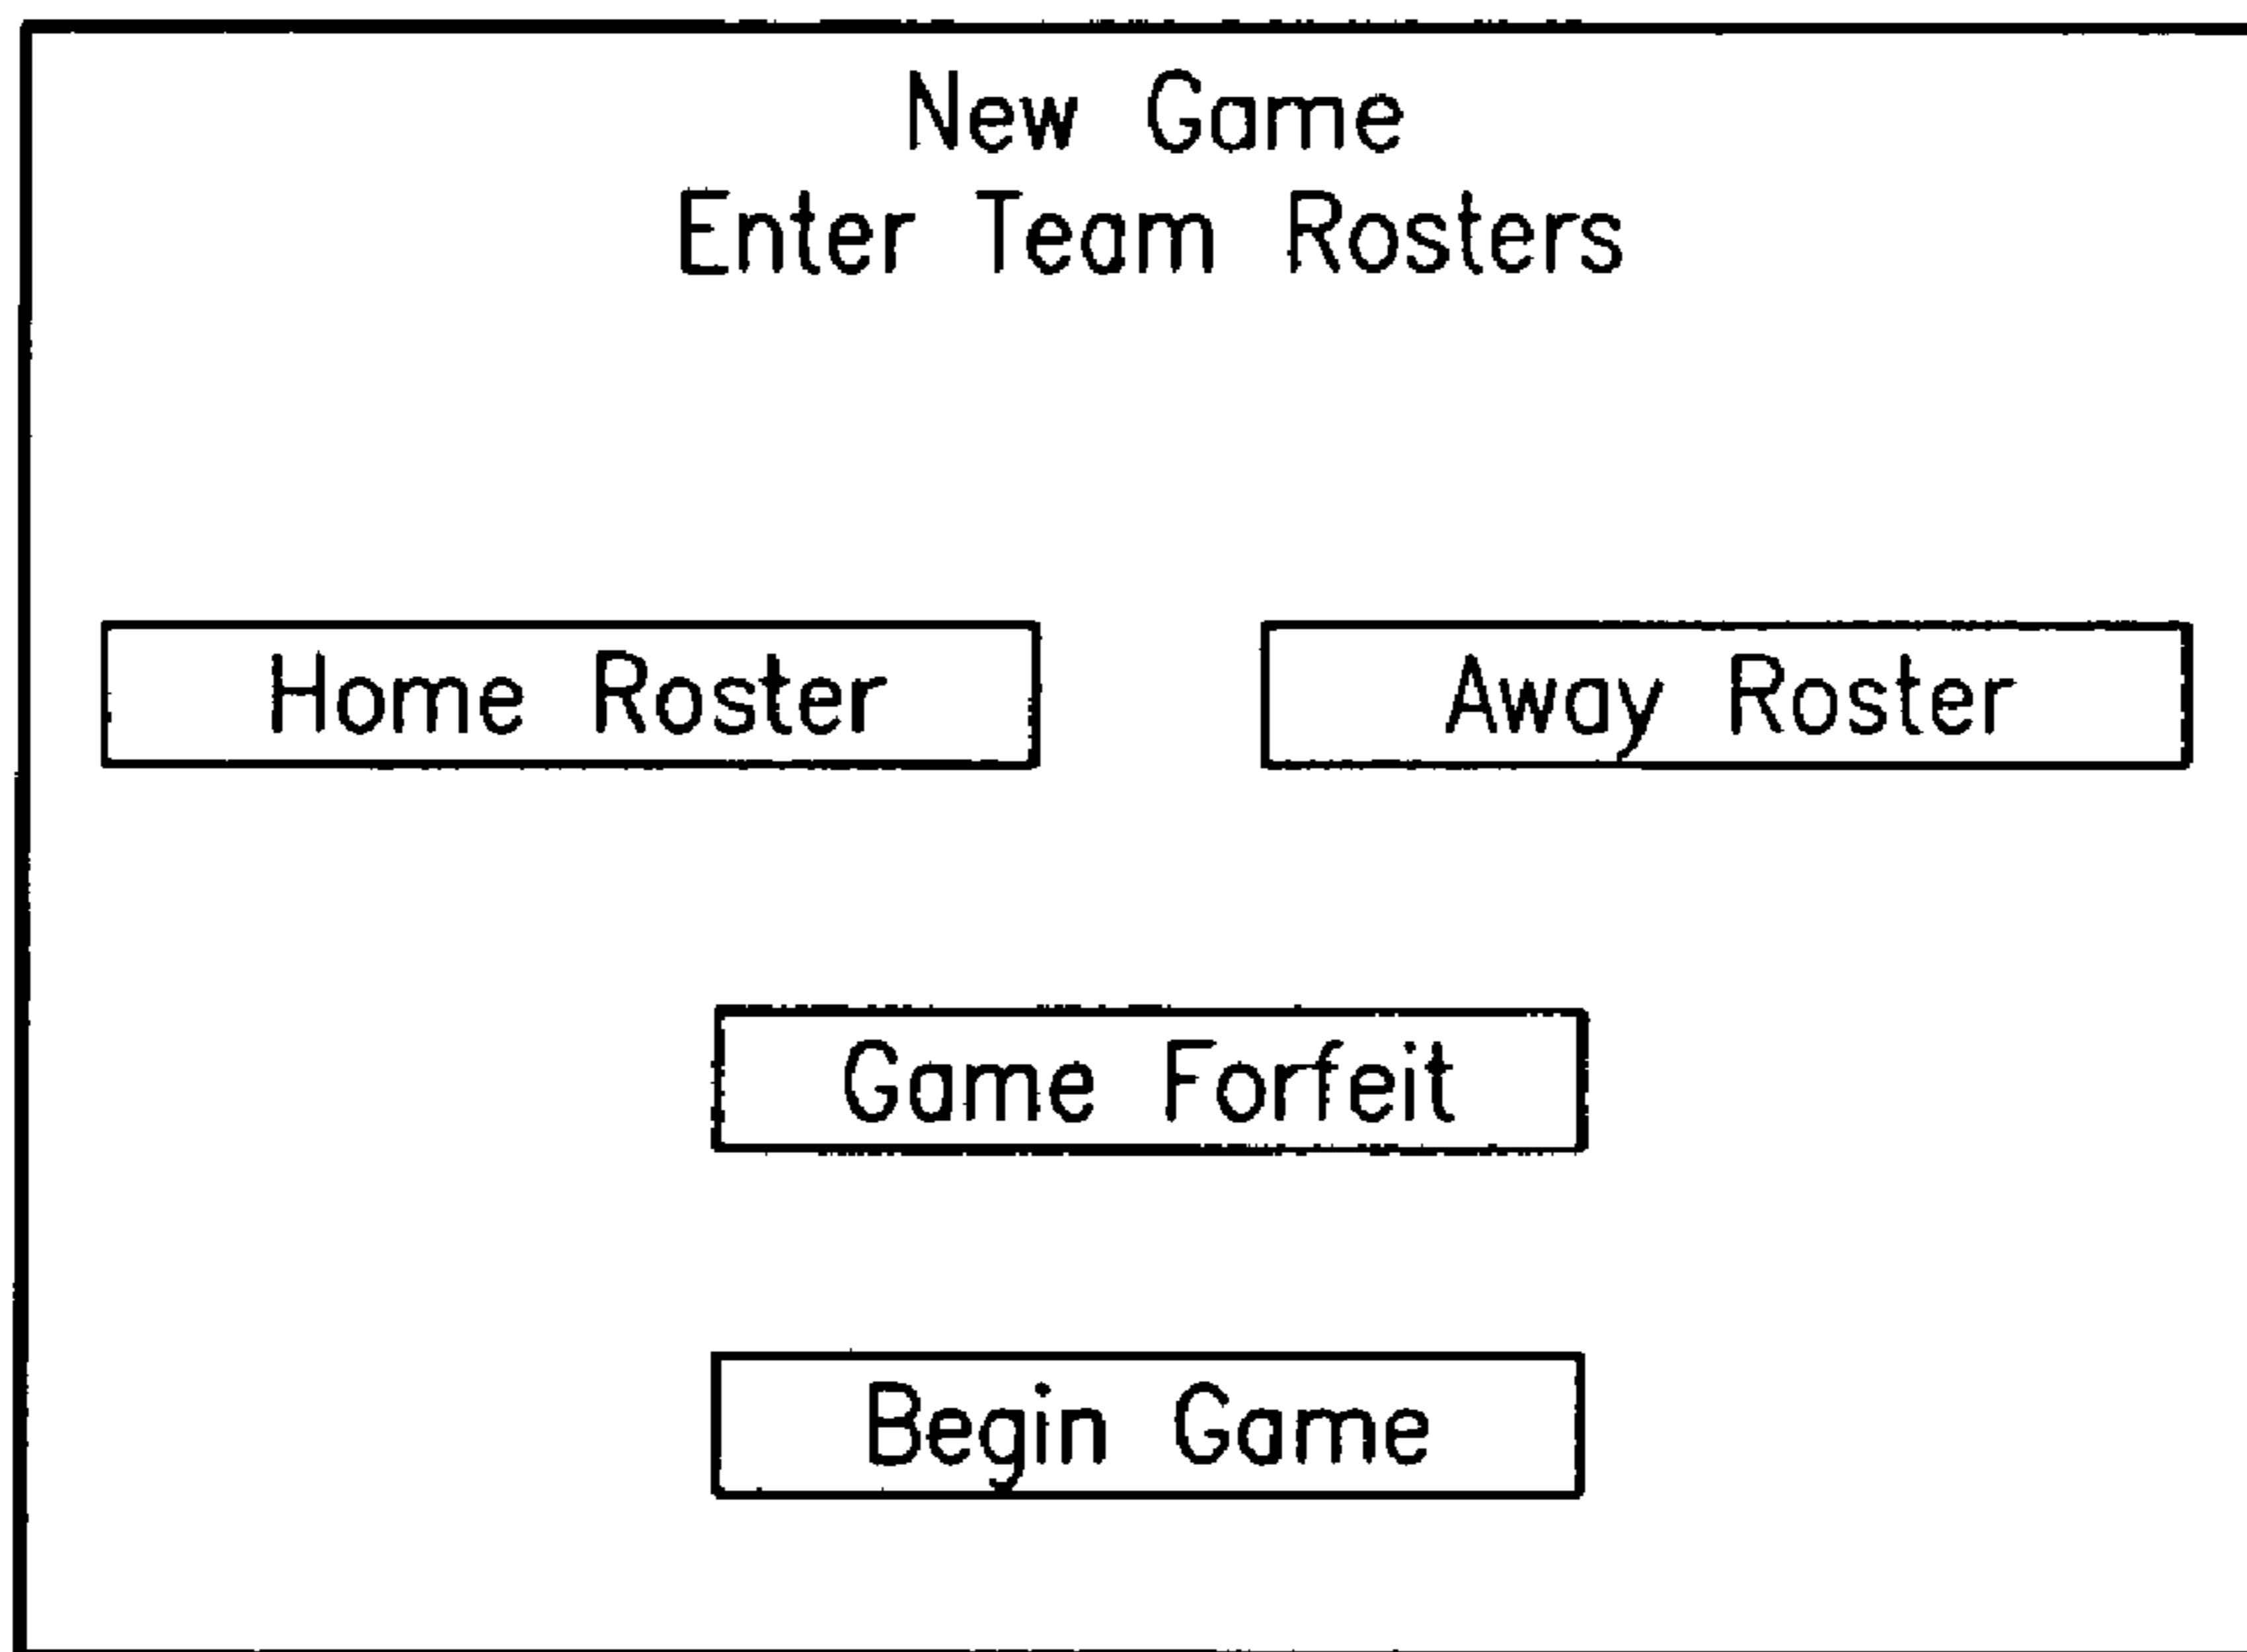 New Game
Enter Team Rosters
Home Roster
Away Roster
Game Forfeit
Begin Game